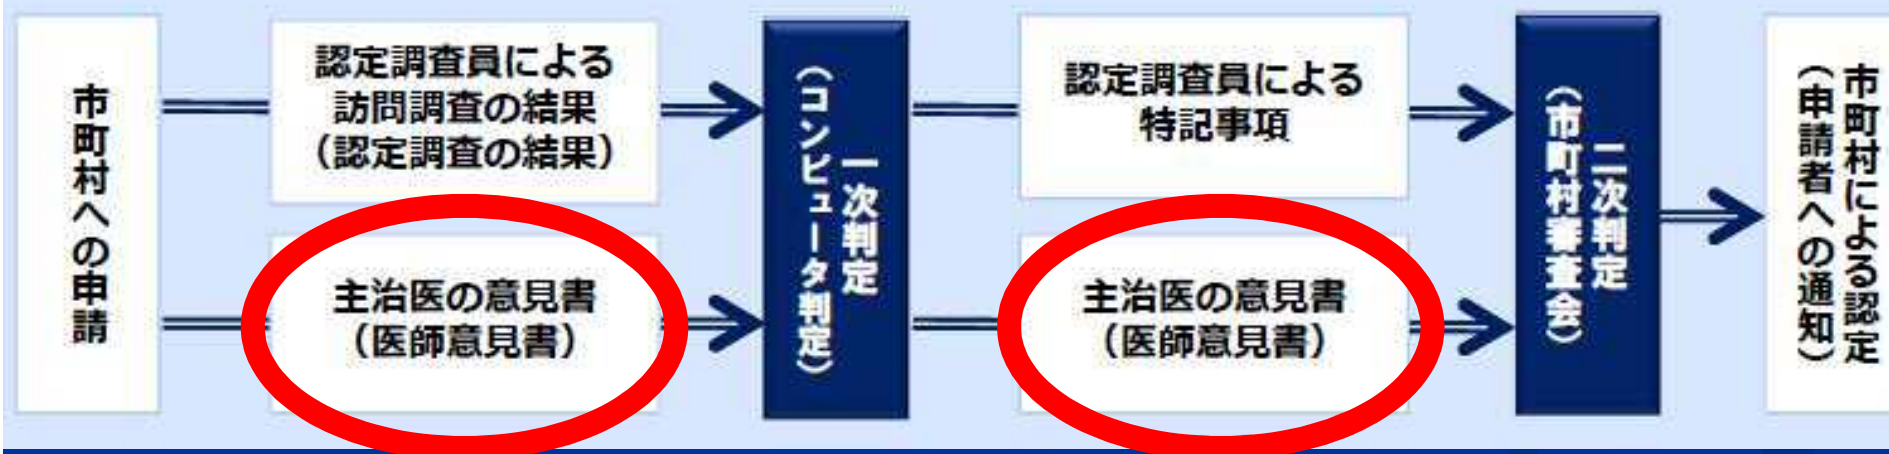 市町村への申請
認定調査員による
訪問調査の結果
（認定調査の結果）
主治医の意見書
（医師意見書）
一次判定
（コンピュータ判定）
認定調査員による
特記事項
主治医の意見書
（医師意見書）
二次判定
（市町村審査会）
市町村による認定
（申請者への通知）